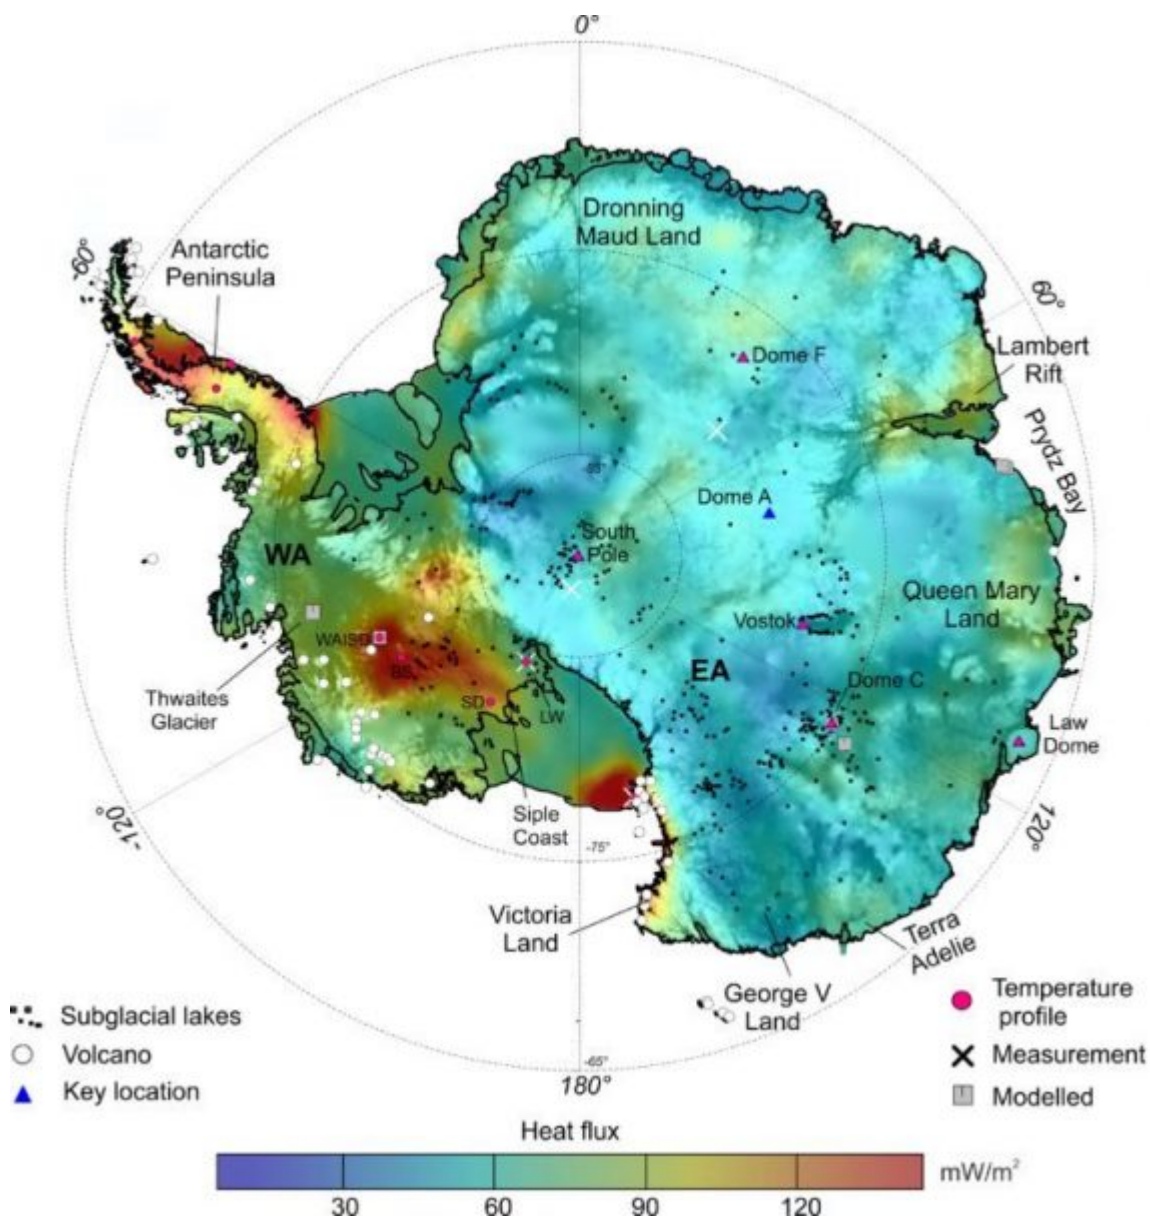 0°
Dronning
Maud Land
Antarctic
Peninsula
-60°
60°
Lambert
Rift
Dome F
Prydz Bay
-85°
Dome A
South
Pole
WA
Queen Mary
Land
Vostok
WAISD
BS
EA
Dome C
SD
LW
Thwaites
Glacier
Law
Dome
Siple
Coast
-120°
120°
-75°
Victoria
Land
Terra
Adelie
George V
Land
Subglacial lakes
Volcano
Key location
Temperature
profile
Measurement
Modelled
-65°
180°
Heat flux
mW/m²
30 60 90 120